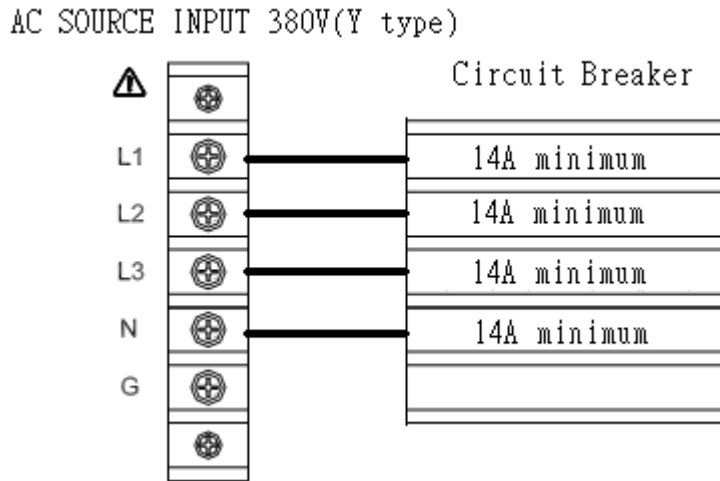 AC SOURCE INPUT 380V(Y type)
Circuit Breaker
L1 14A minimum
L2 14A minimum
L3 14A minimum
N 14A minimum
G